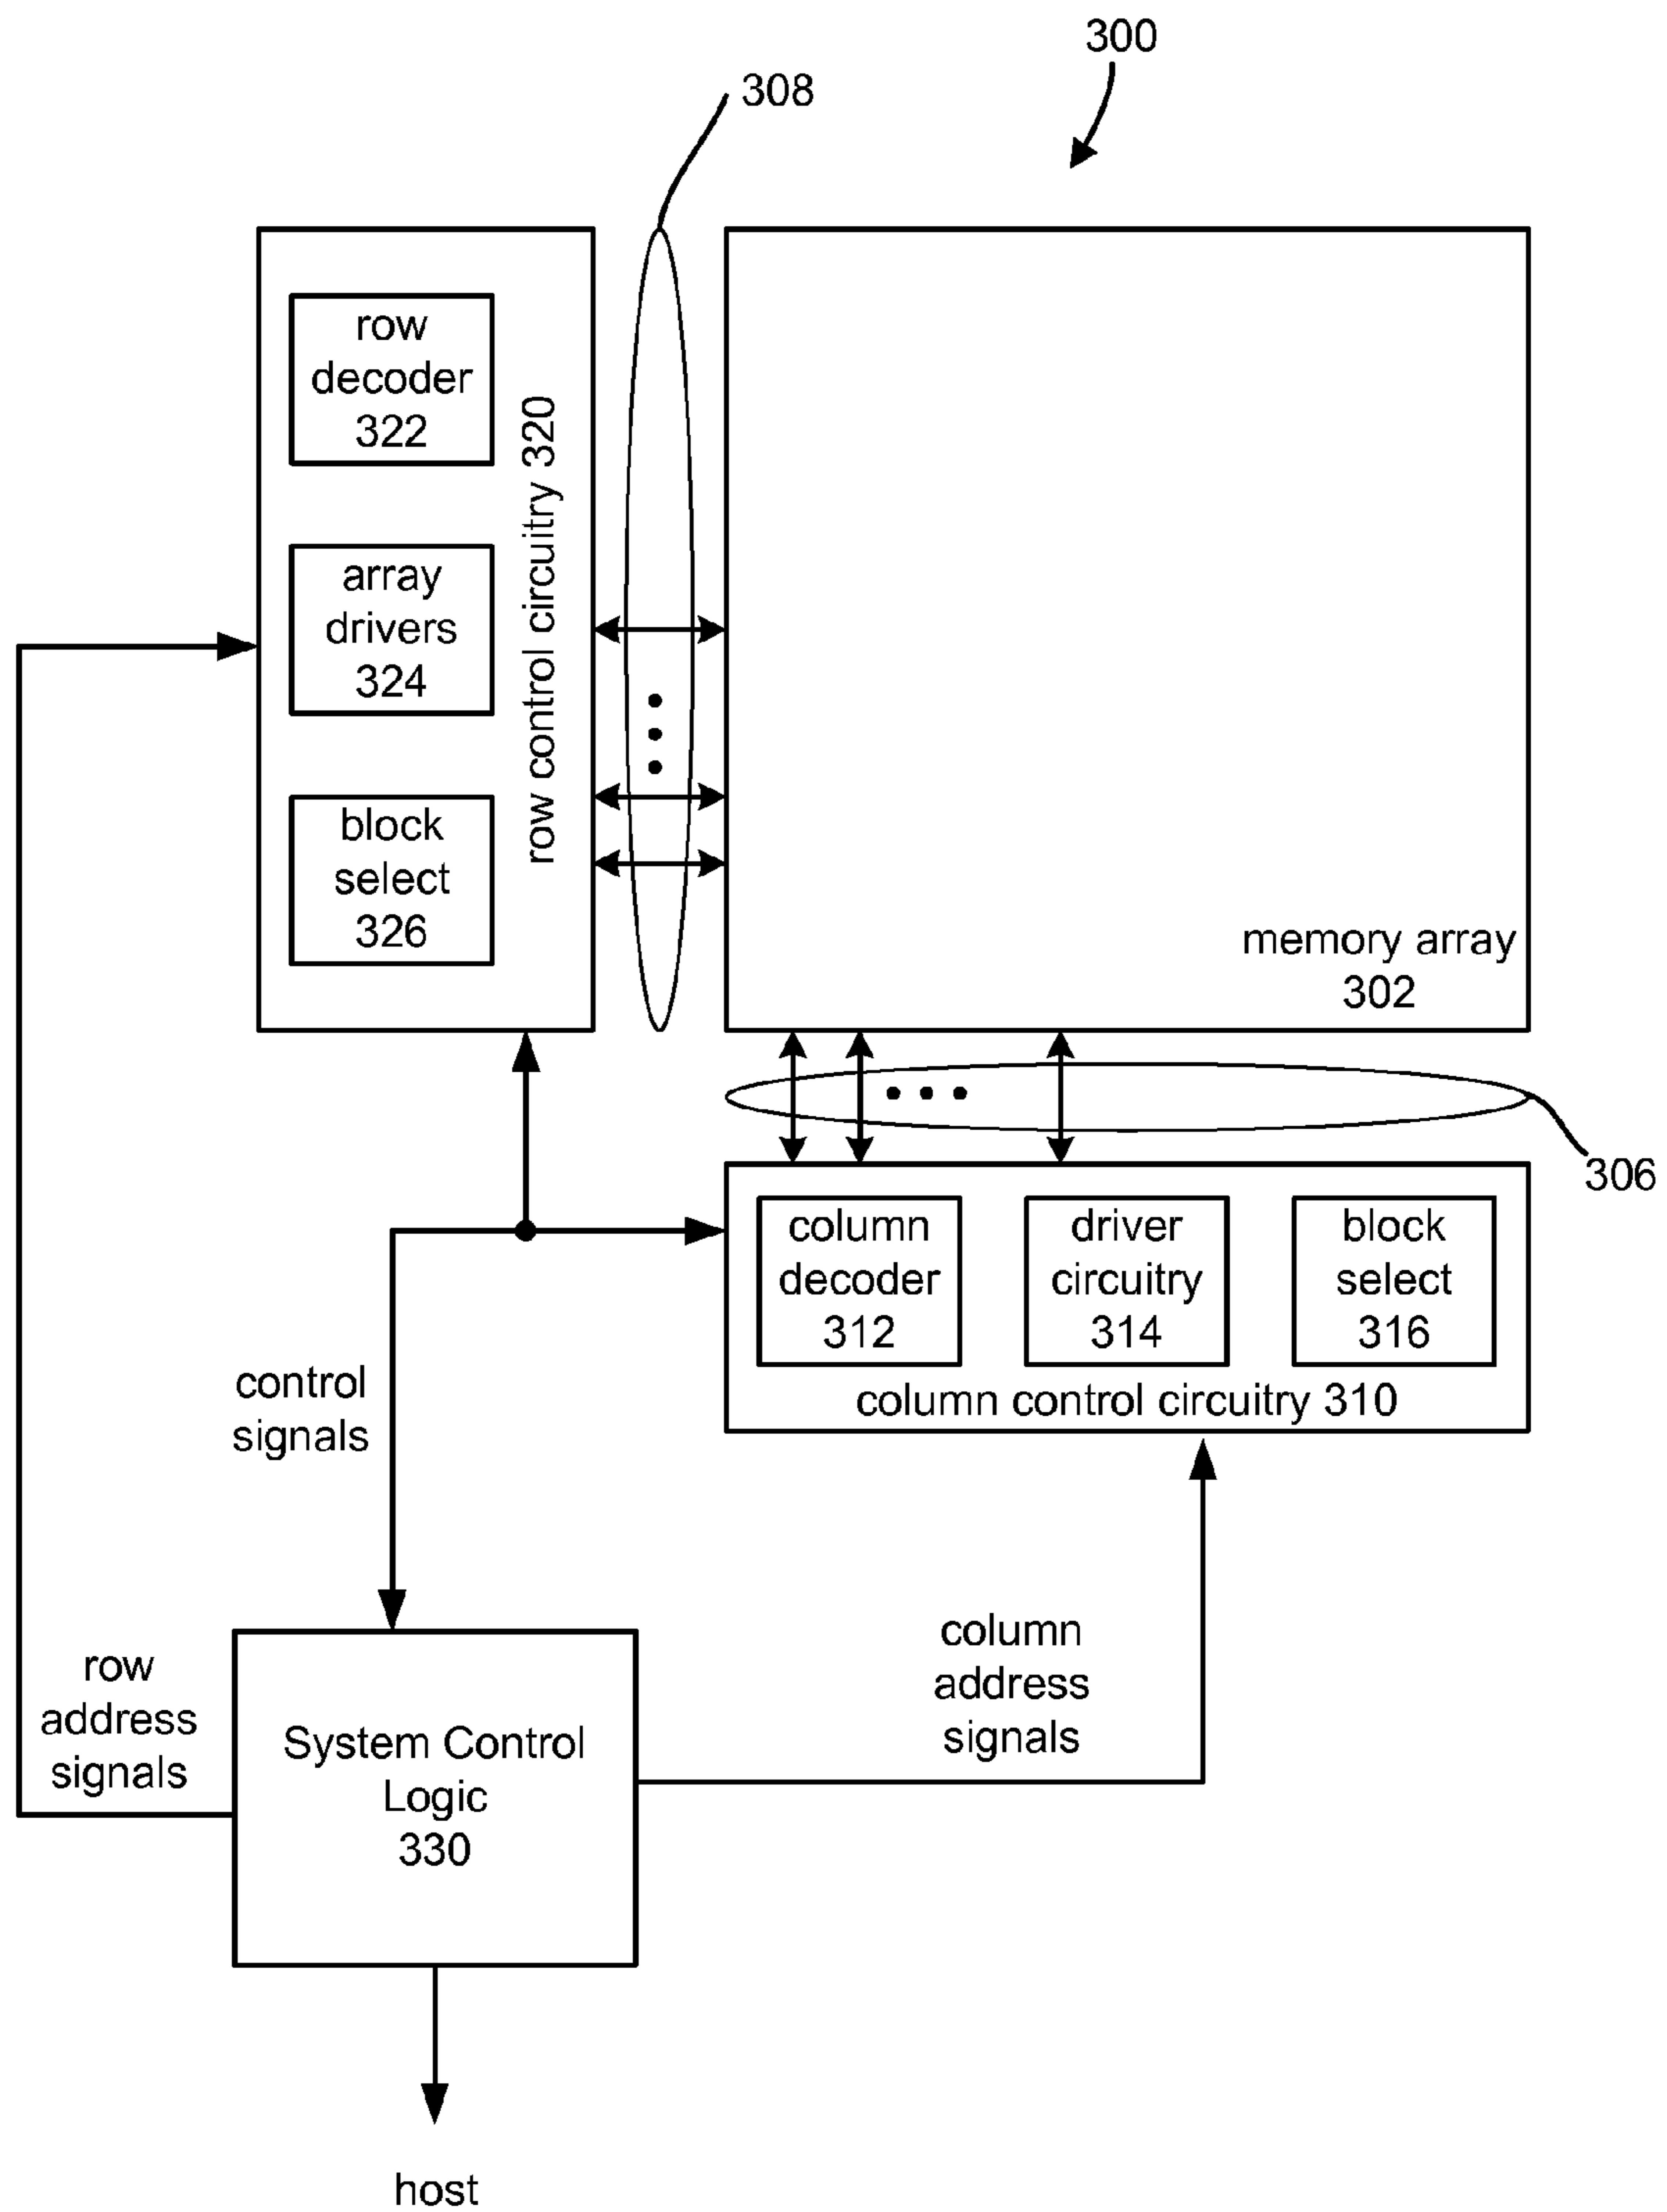 300
308
row
decoder
322
array
drivers
324
block
select
326
row control circuitry 320
memory array
302
306
column
decoder
312
driver
circuitry
314
block
select
316
column control circuitry 310
control
signals
row
address
signals
System Control
Logic
330
column
address
signals
host